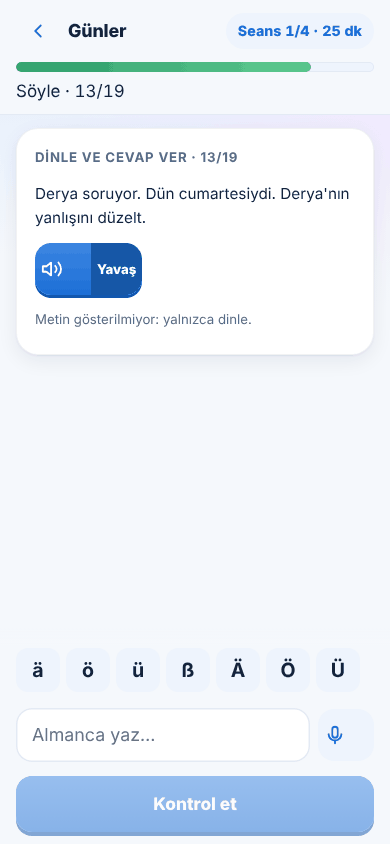 Günler
Seans 1/4 · 25 dk
Söyle · 13/19
DİNLE VE CEVAP VER · 13/19
Derya soruyor. Dün cumartesiydi. Derya'nın
yanlışını düzelt.
Yavaş
Metin gösterilmiyor: yalnızca dinle.
ä ö ü ß Ä Ö Ü
Almanca yaz...
Kontrol et